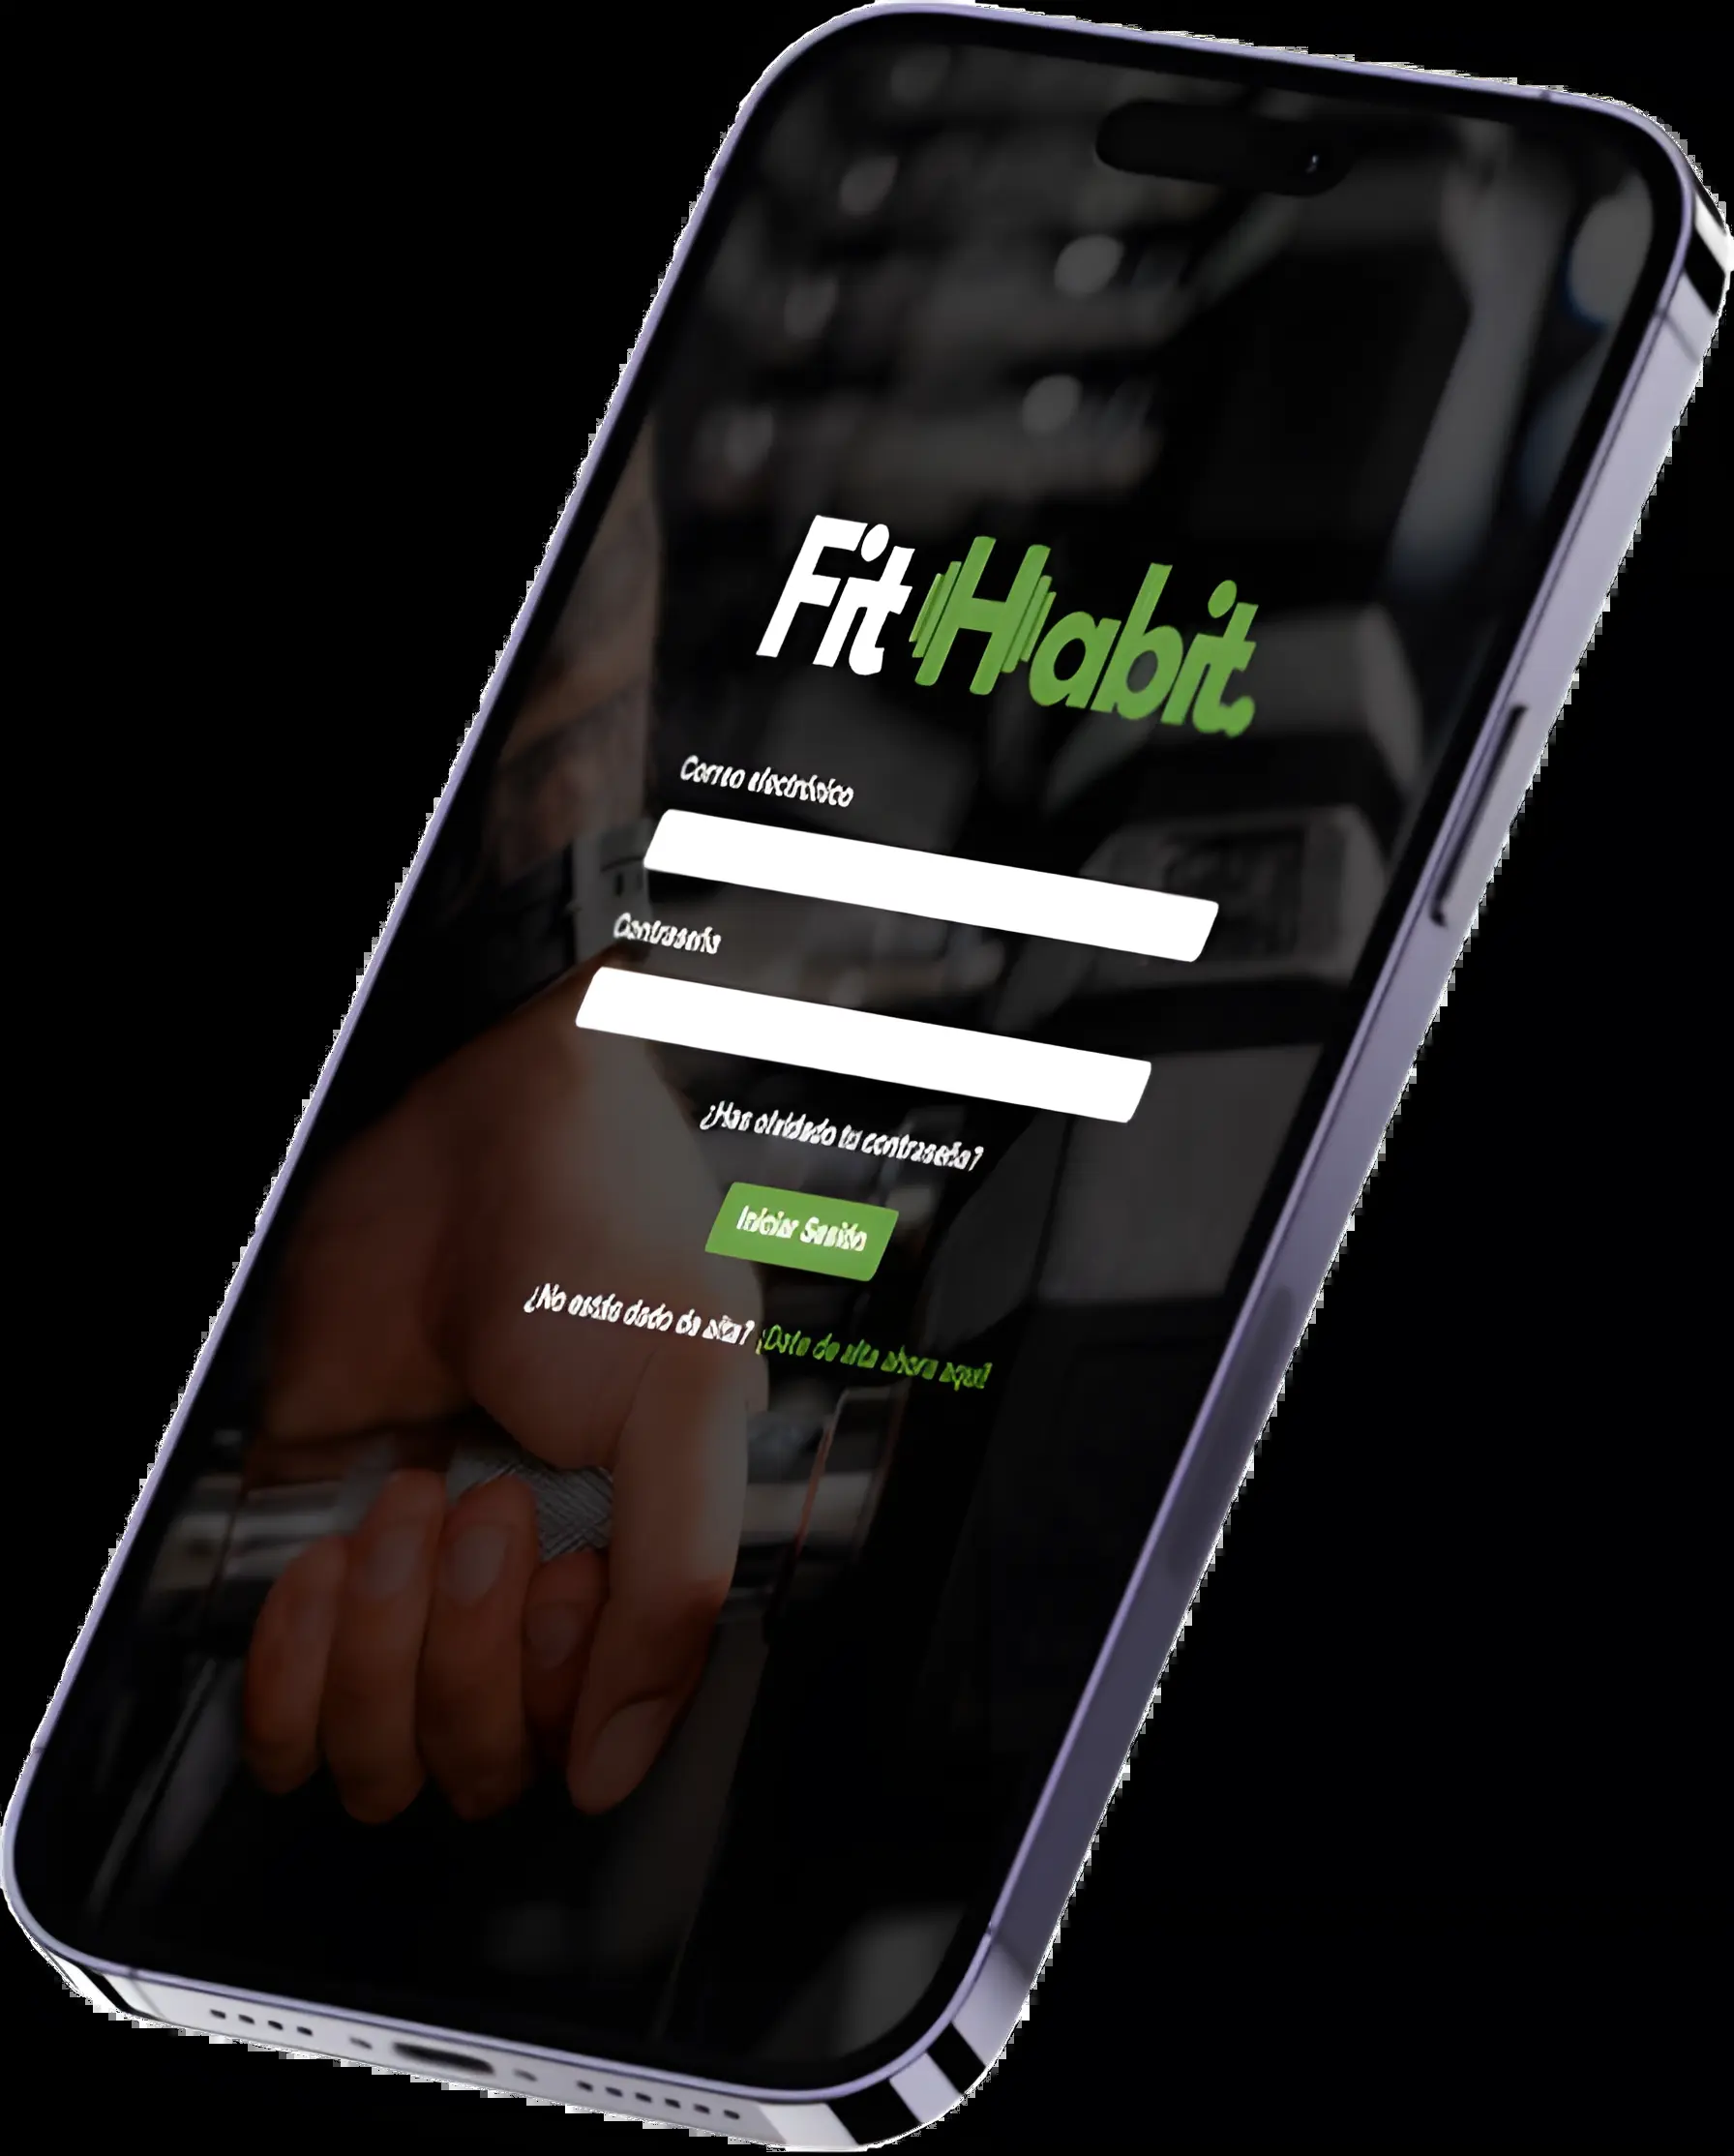 FitHabit.
Correo electrónico
Contraseña
¿Has olvidado tu contraseña?
Iniciar Sesión
¿No estás dado de alta? ¡Date de alta ahora aquí!